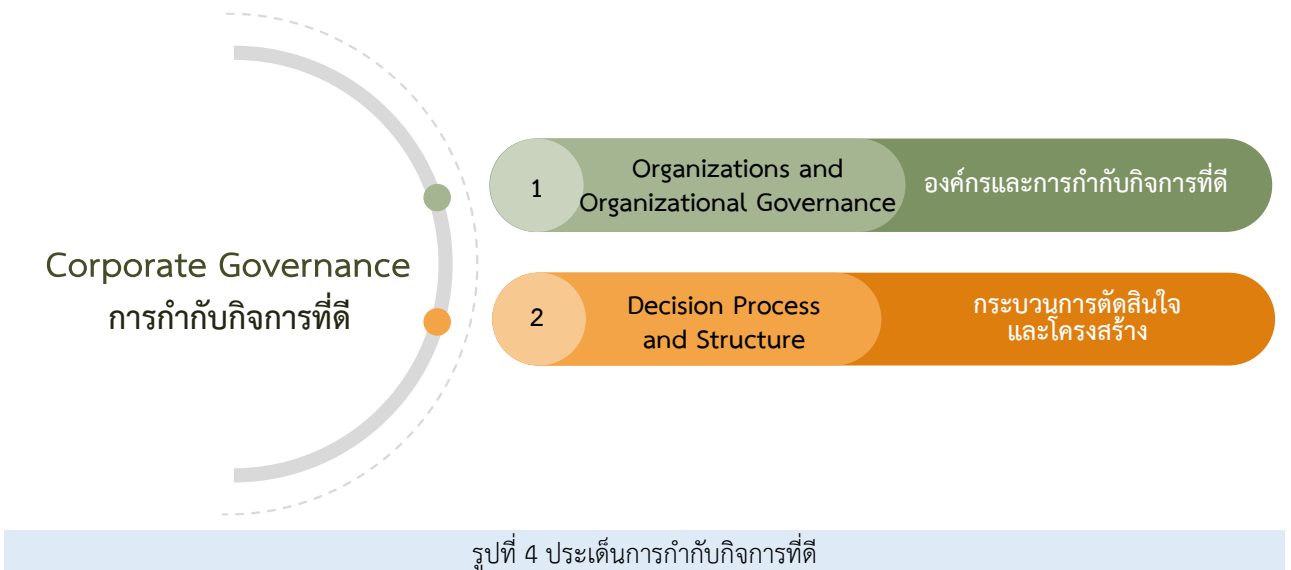 Corporate Governance
การกำกับกิจการที่ดี
1
Organizations and
Organizational Governance
องค์กรและการกำกับกิจการที่ดี
2
Decision Process
and Structure
กระบวนการตัดสินใจ
และโครงสร้าง
รูปที่ 4 ประเด็นการกำกับกิจการที่ดี